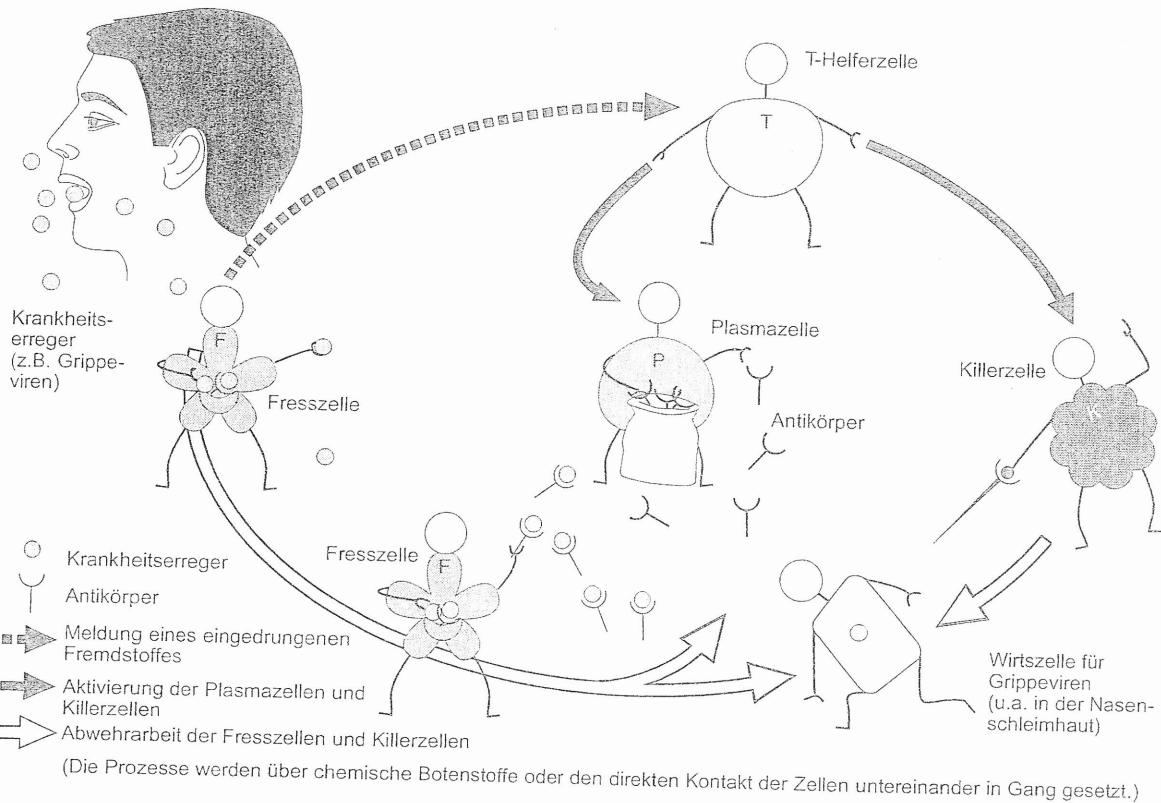 T-Helferzelle
T
Krankheits-
erreger
(z.B. Grippe-
viren)
F
Fresszelle
Plasmazelle
P
Killerzelle
K
Antikörper
Fresszelle
F
Krankheitserreger
Antikörper
Meldung eines eingedrungenen
Fremdstoffes
Aktivierung der Plasmazellen und
Killerzellen
Abwehrarbeit der Fresszellen und Killerzellen
Wirtszelle für
Grippeviren
(u.a. in der Nasen-
schleimhaut)
(Die Prozesse werden über chemische Botenstoffe oder den direkten Kontakt der Zellen untereinander in Gang gesetzt.)